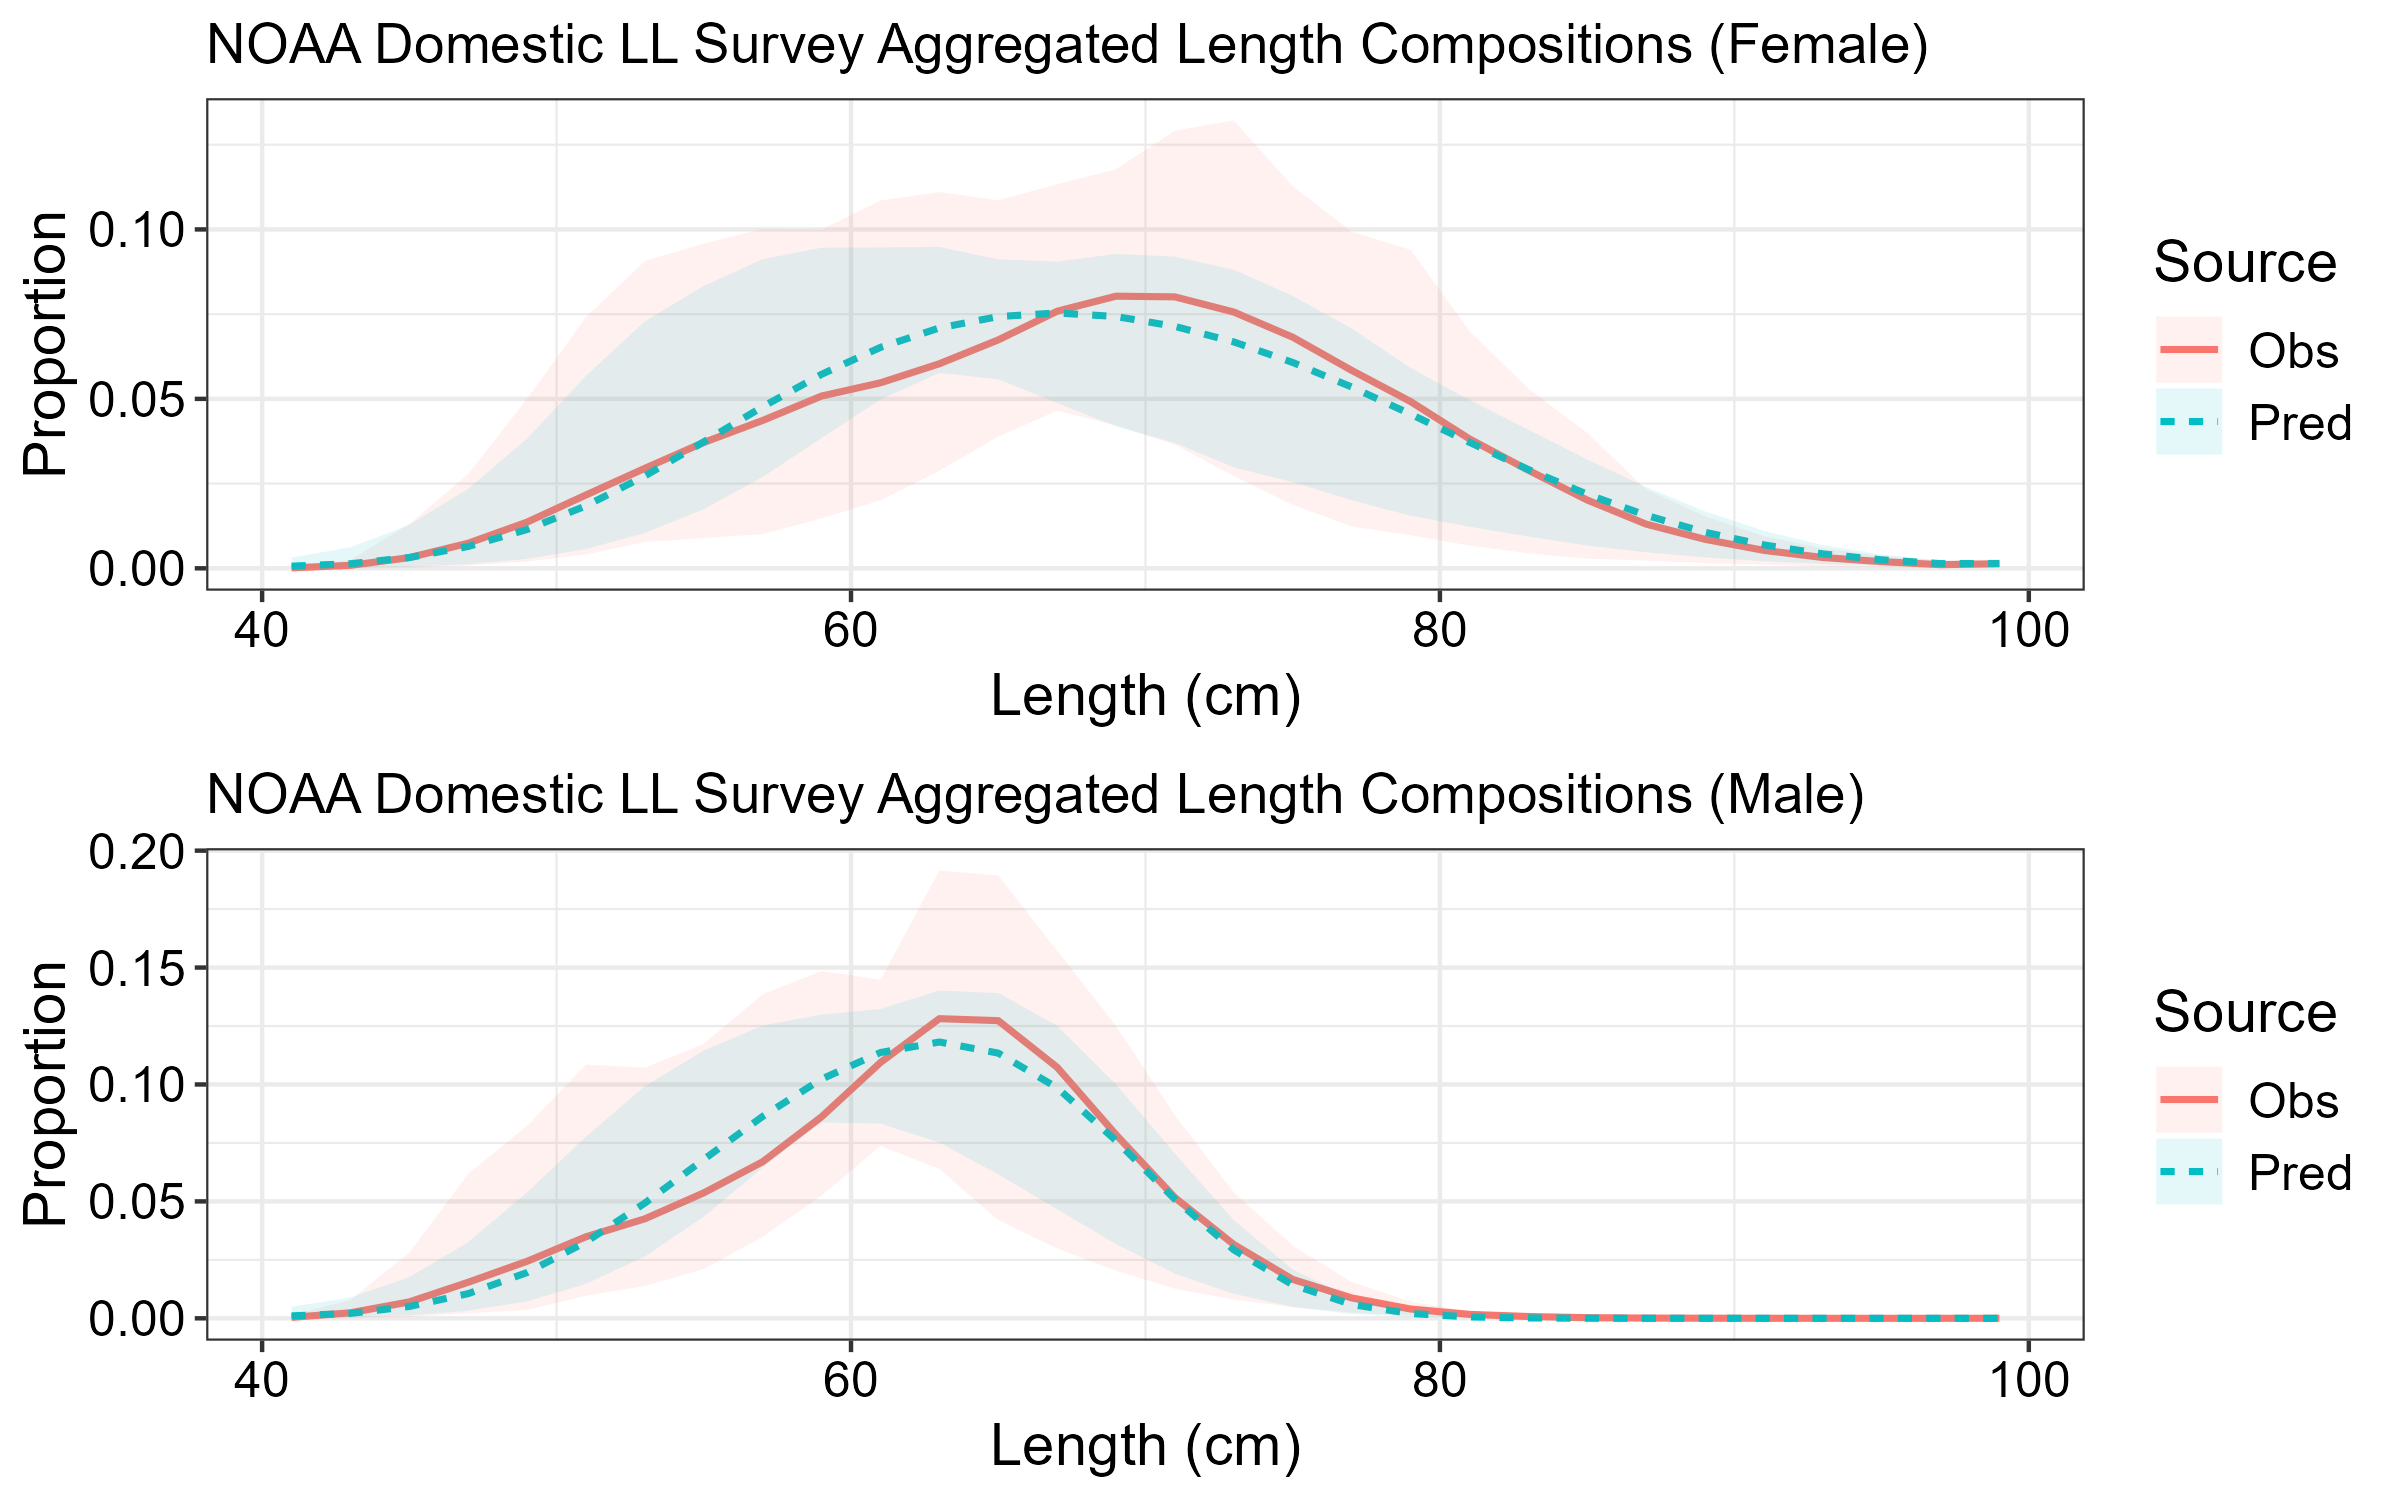 NOAA Domestic LL Survey Aggregated Length Compositions (Female)
Proportion
0.10
0.05
0.00
40 60 80 100
Length (cm)
Source
Obs
Pred
NOAA Domestic LL Survey Aggregated Length Compositions (Male)
Proportion
0.20
0.15
0.10
0.05
0.00
40 60 80 100
Length (cm)
Source
Obs
Pred